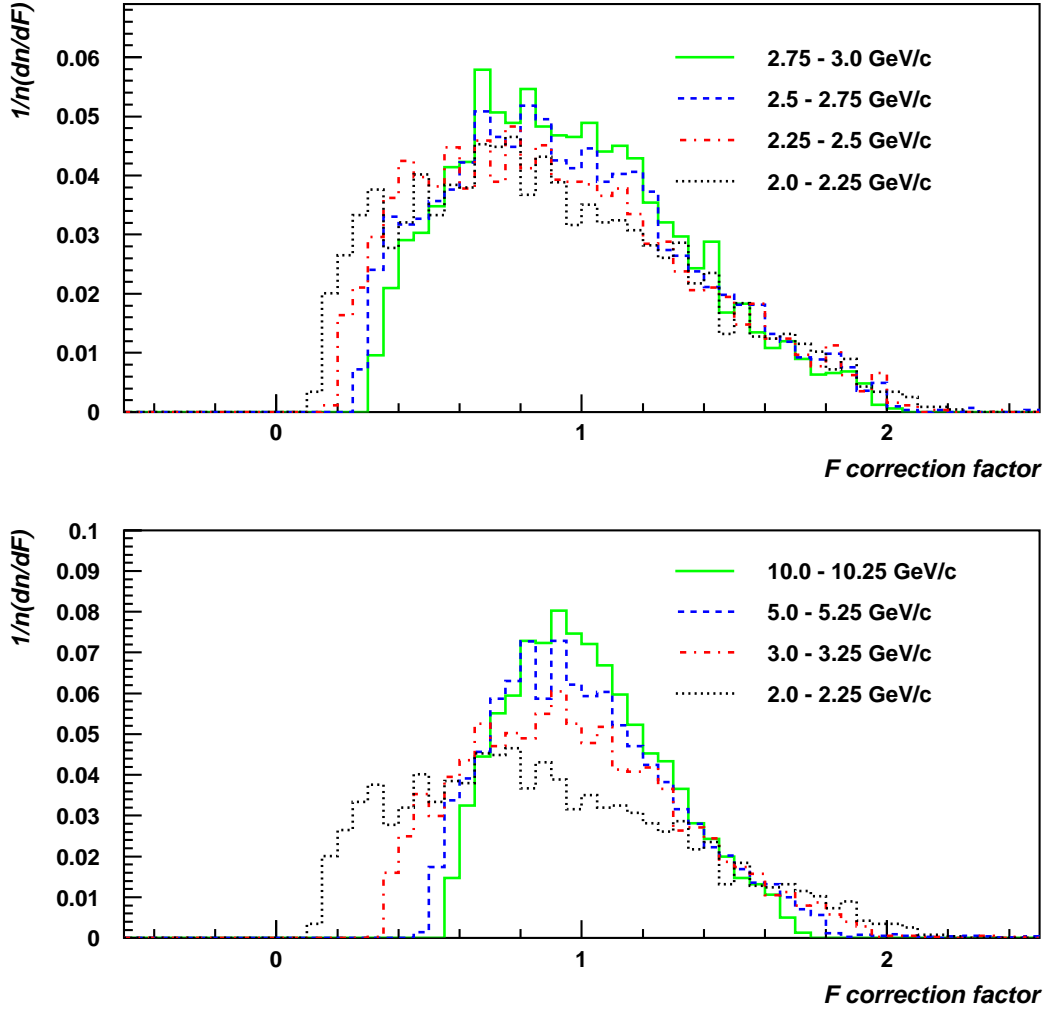 1/n(dn/dF)
0.06
0.05
0.04
0.03
0.02
0.01
0
2.75 - 3.0 GeV/c
2.5 - 2.75 GeV/c
2.25 - 2.5 GeV/c
2.0 - 2.25 GeV/c
0 1 2
F correction factor
1/n(dn/dF)
0.1
0.09
0.08
0.07
0.06
0.05
0.04
0.03
0.02
0.01
0
10.0 - 10.25 GeV/c
5.0 - 5.25 GeV/c
3.0 - 3.25 GeV/c
2.0 - 2.25 GeV/c
0 1 2
F correction factor